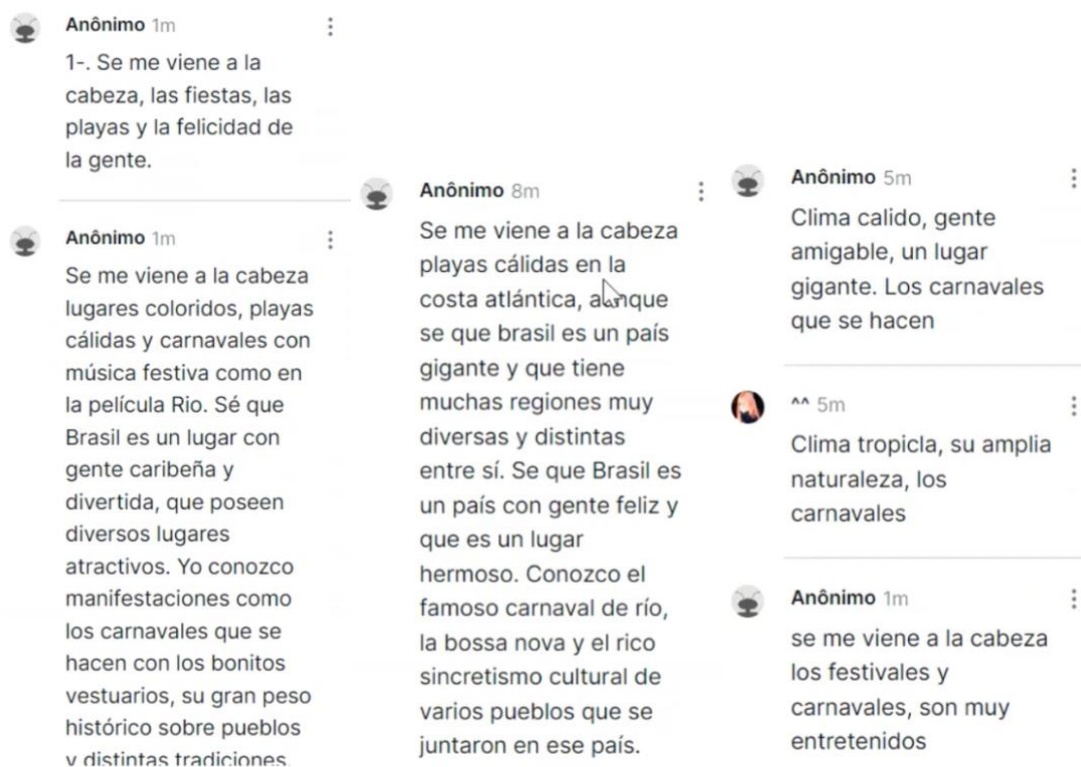 Anônimo 1m
1-. Se me viene a la
cabeza, las fiestas, las
playas y la felicidad de
la gente.
Anônimo 1m
Se me viene a la cabeza
lugares coloridos, playas
cálidas y carnavales con
música festiva como en
la película Rio. Sé que
Brasil es un lugar con
gente caribeña y
divertida, que poseen
diversos lugares
atractivos. Yo conozco
manifestaciones como
los carnavales que se
hacen con los bonitos
vestuarios, su gran peso
histórico sobre pueblos
y distintas tradiciones.
Anônimo 8m
Se me viene a la cabeza
playas cálidas en la
costa atlántica, aunque
se que brasil es un país
gigante y que tiene
muchas regiones muy
diversas y distintas
entre sí. Se que Brasil es
un país con gente feliz y
que es un lugar
hermoso. Conozco el
famoso carnaval de río,
la bossa nova y el rico
sincretismo cultural de
varios pueblos que se
juntaron en ese país.
Anônimo 5m
Clima calido, gente
amigable, un lugar
gigante. Los carnavales
que se hacen
^^ 5m
Clima tropicla, su amplia
naturaleza, los
carnavales
Anônimo 1m
se me viene a la cabeza
los festivales y
carnavales, son muy
entretenidos